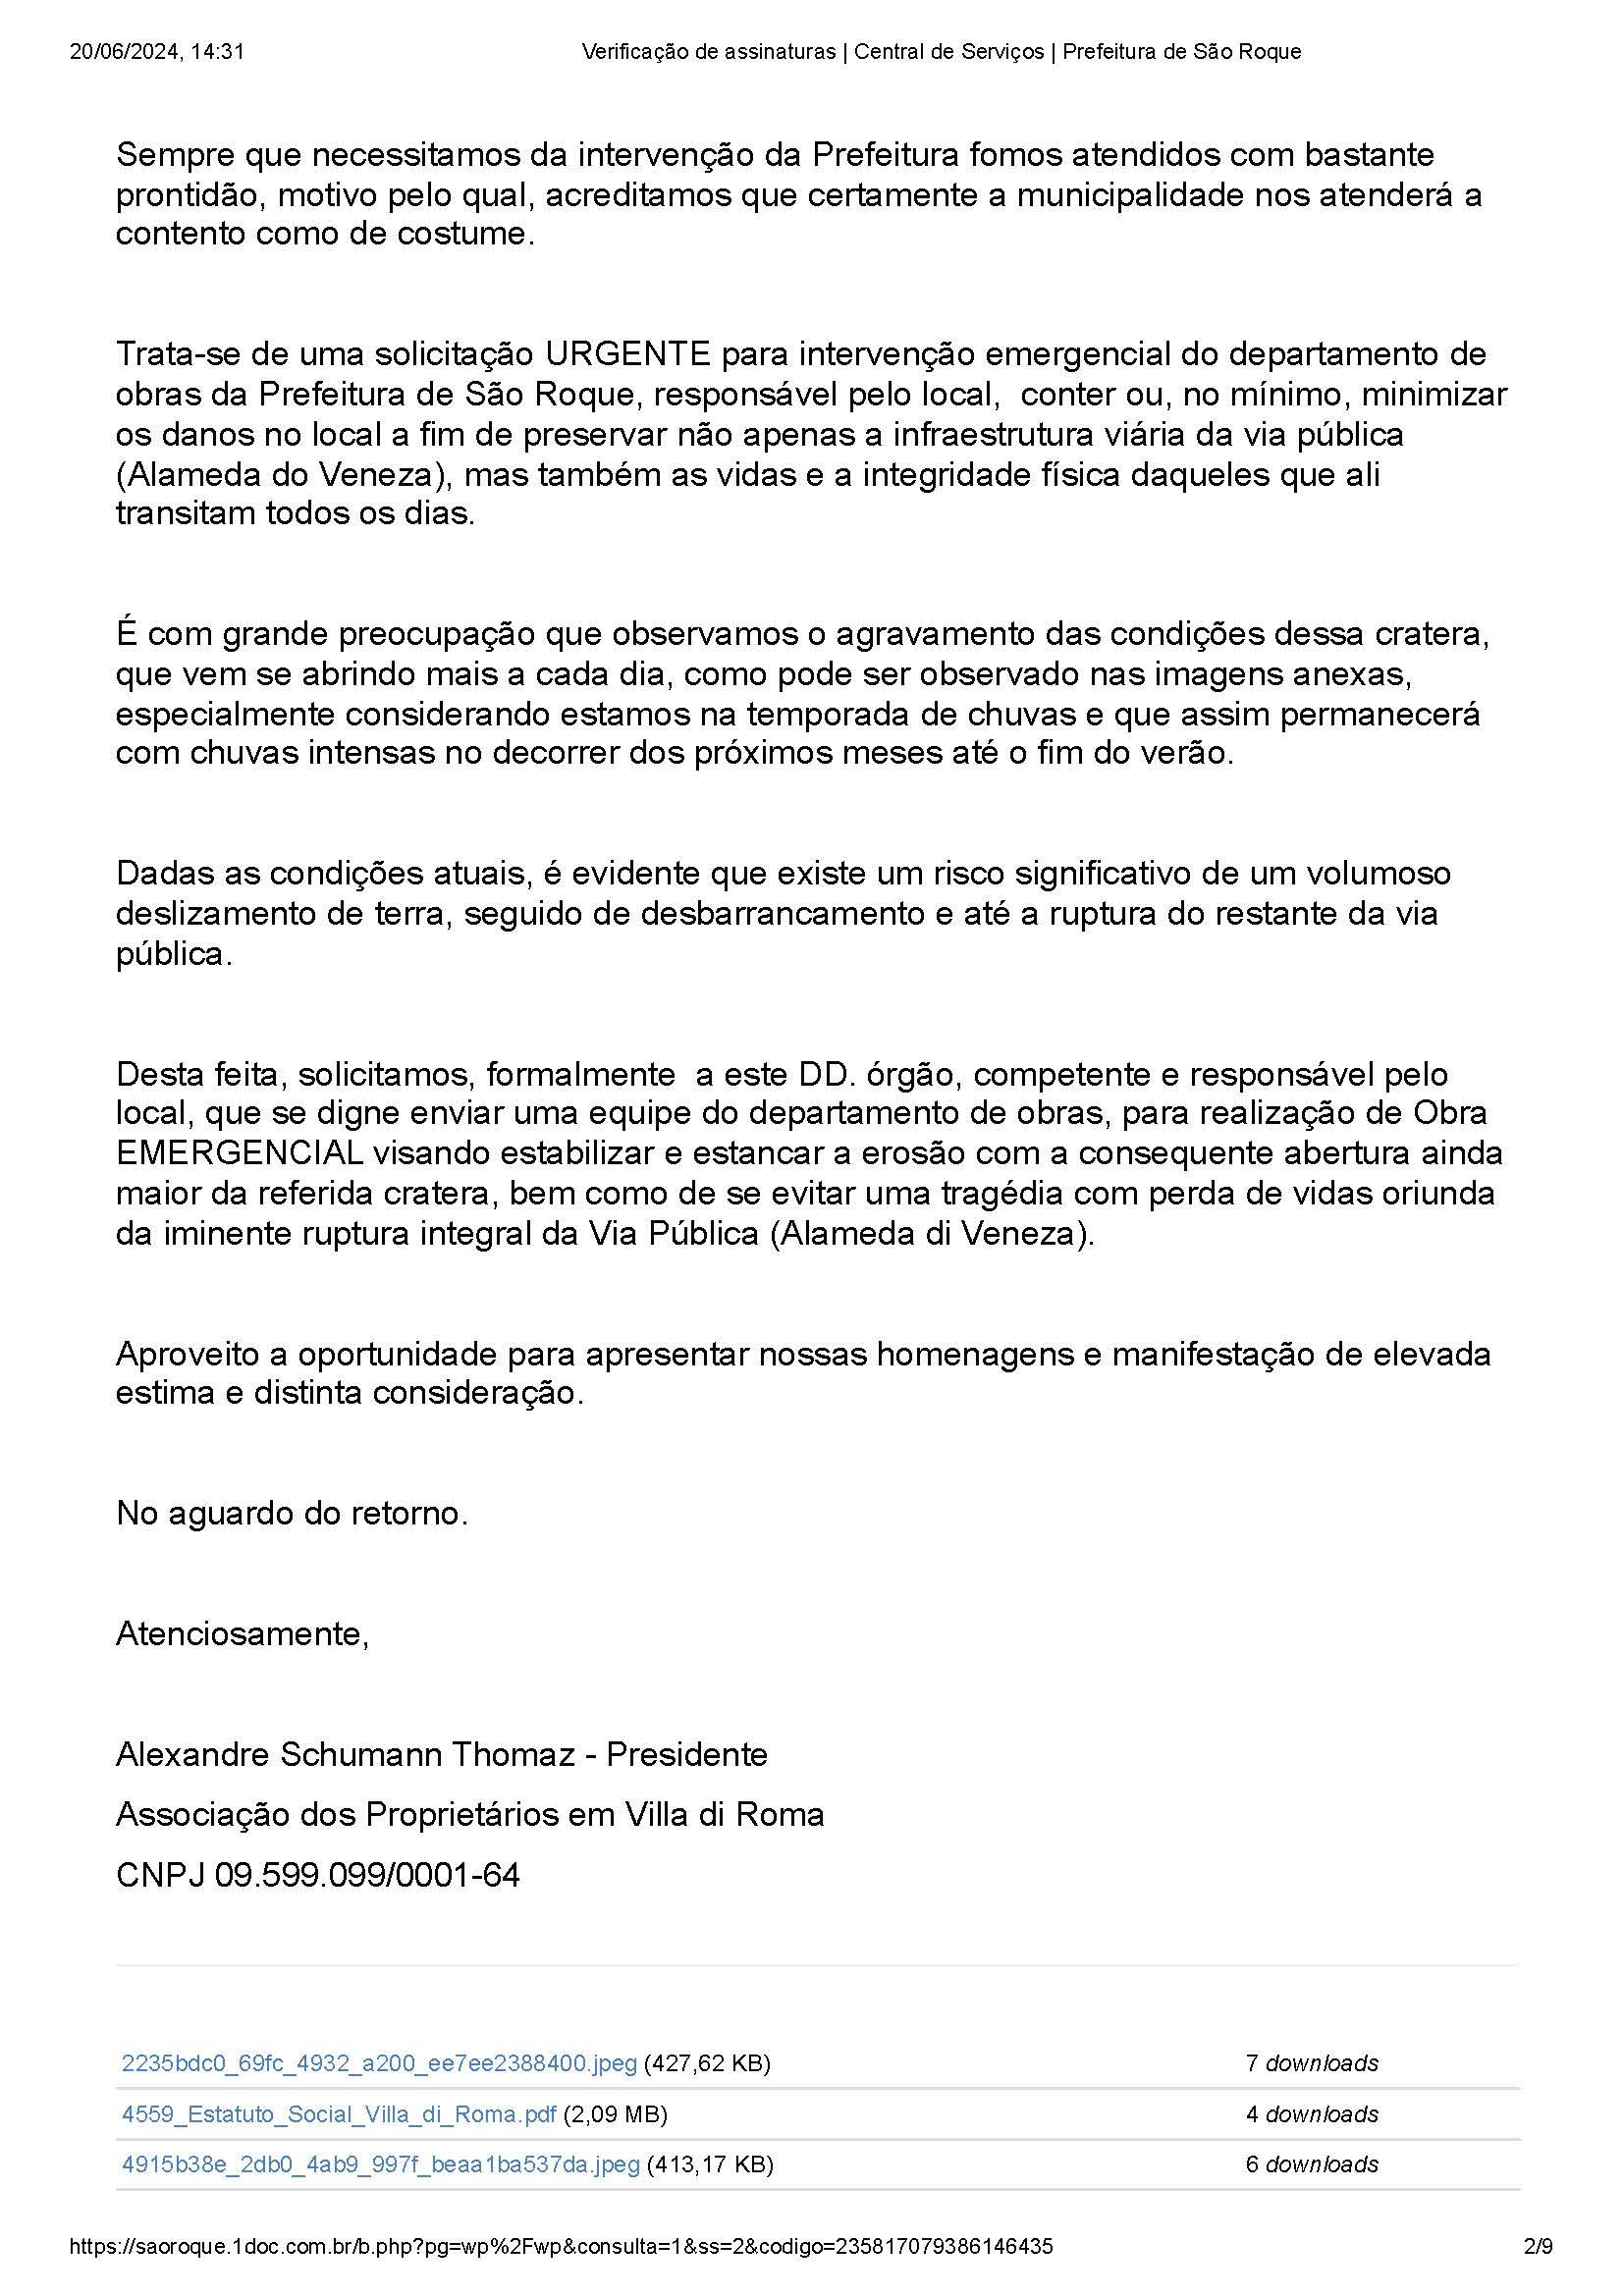 20/06/2024, 14:31 Verificação de assinaturas | Central de Serviços | Prefeitura de São Roque
Sempre que necessitamos da intervenção da Prefeitura fomos atendidos com bastante
prontidão, motivo pelo qual, acreditamos que certamente a municipalidade nos atenderá a
contento como de costume.
Trata-se de uma solicitação URGENTE para intervenção emergencial do departamento de
obras da Prefeitura de São Roque, responsável pelo local,  conter ou, no mínimo, minimizar
os danos no local a fim de preservar não apenas a infraestrutura viária da via pública
(Alameda do Veneza), mas também as vidas e a integridade física daqueles que ali
transitam todos os dias.
É com grande preocupação que observamos o agravamento das condições dessa cratera,
que vem se abrindo mais a cada dia, como pode ser observado nas imagens anexas,
especialmente considerando estamos na temporada de chuvas e que assim permanecerá
com chuvas intensas no decorrer dos próximos meses até o fim do verão.
Dadas as condições atuais, é evidente que existe um risco significativo de um volumoso
deslizamento de terra, seguido de desbarrancamento e até a ruptura do restante da via
pública.
Desta feita, solicitamos, formalmente  a este DD. órgão, competente e responsável pelo
local, que se digne enviar uma equipe do departamento de obras, para realização de Obra
EMERGENCIAL visando estabilizar e estancar a erosão com a consequente abertura ainda
maior da referida cratera, bem como de se evitar uma tragédia com perda de vidas oriunda
da iminente ruptura integral da Via Pública (Alameda di Veneza).
Aproveito a oportunidade para apresentar nossas homenagens e manifestação de elevada
estima e distinta consideração.
No aguardo do retorno.
Atenciosamente,
Alexandre Schumann Thomaz - Presidente
Associação dos Proprietários em Villa di Roma
CNPJ 09.599.099/0001-64
2235bdc0_69fc_4932_a200_ee7ee2388400.jpeg (427,62 KB) 7 downloads
4559_Estatuto_Social_Villa_di_Roma.pdf (2,09 MB) 4 downloads
4915b38e_2db0_4ab9_997f_beaa1ba537da.jpeg (413,17 KB) 6 downloads
https://saoroque.1doc.com.br/b.php?pg=wp%2Fwp&consulta=1&ss=2&codigo=235817079386146435 2/9